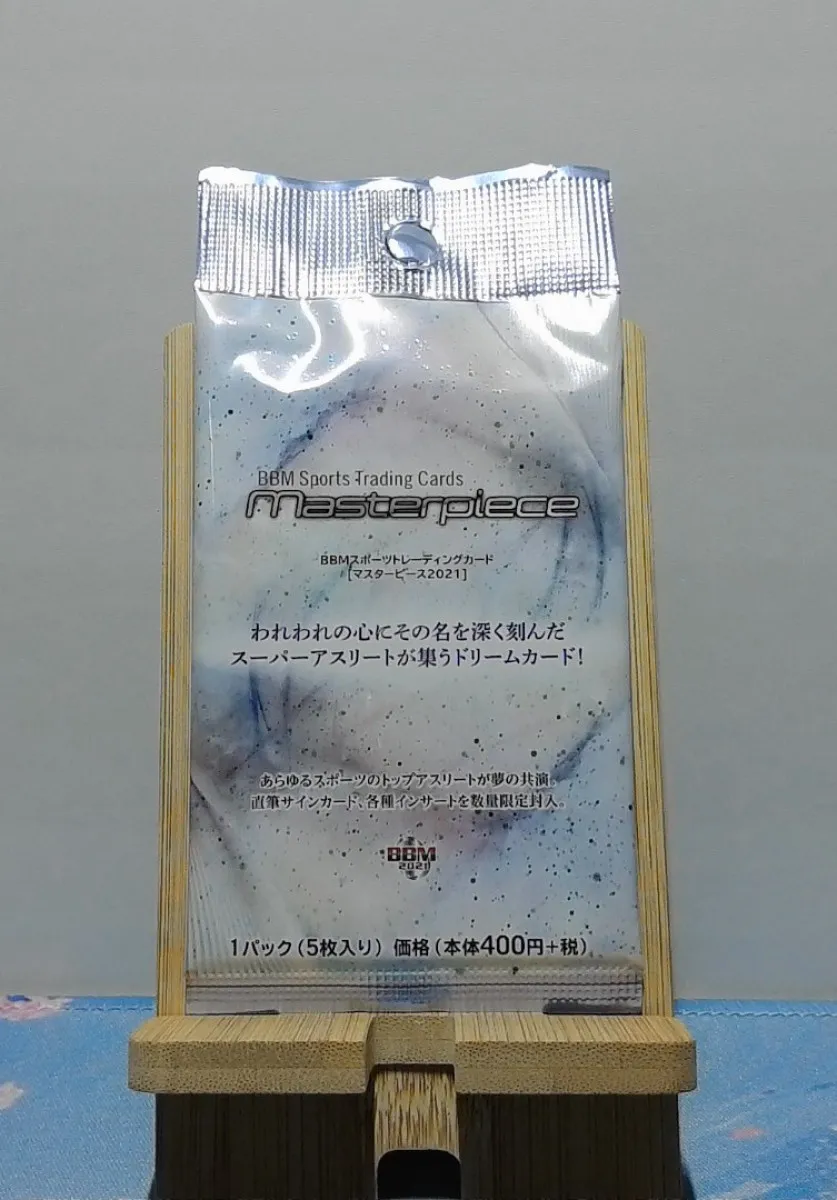 BBM Sports Trading Cards
Masterpiece
BBMスポーツトレーディングカード
[マスターピース2021]
われわれの心にその名を深く刻んだ
スーパーアスリートが集うドリームカード!
あらゆるスポーツのトップアスリートが夢の共演。
直筆サインカード、各種インサートを数量限定封入。
BBM
2021
1パック(5枚入り) 価格(本体400円+税)